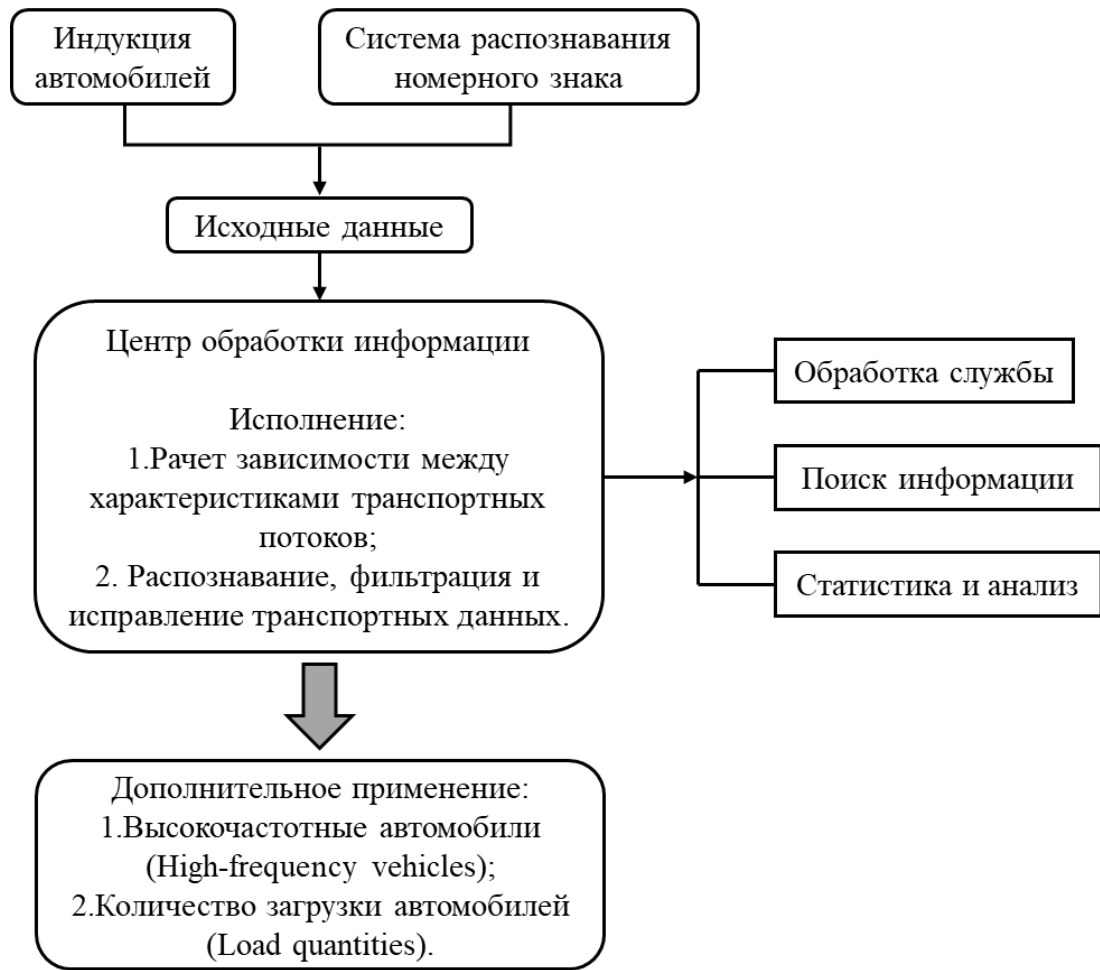 Индукция
автомобилей
Система распознавания
номерного знака
Исходные данные
Центр обработки информации
Исполнение:
1.Рачет зависимости между
характеристиками транспортных
потоков;
2. Распознавание, фильтрация и
исправление транспортных данных.
Обработка службы
Поиск информации
Статистика и анализ
Дополнительное применение:
1.Высокочастотные автомобили
(High-frequency vehicles);
2.Количество загрузки автомобилей
(Load quantities).